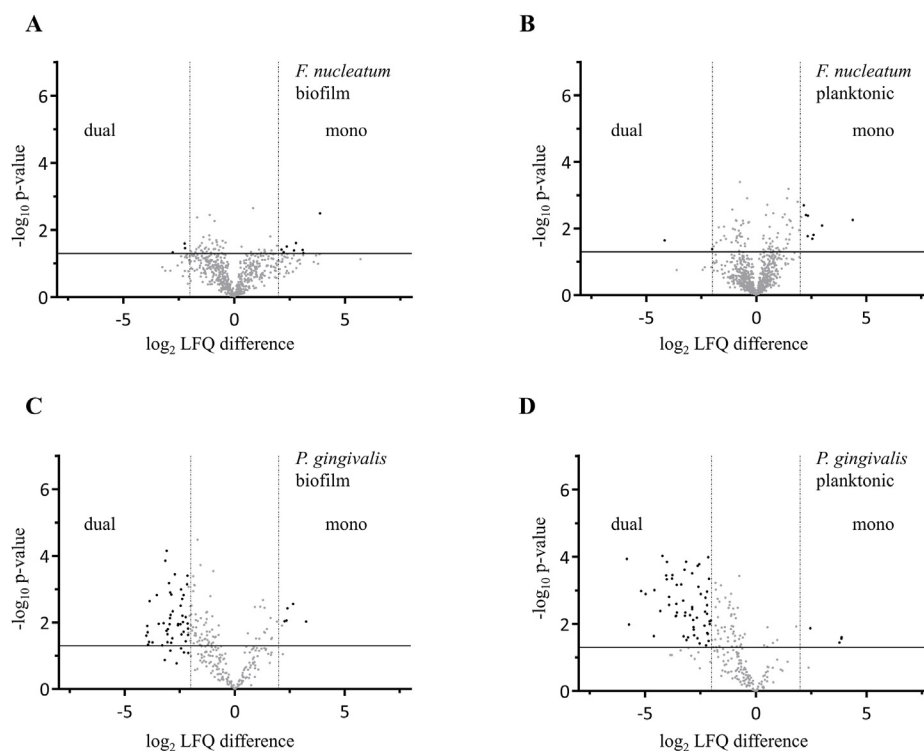 A
F. nucleatum
biofilm
dual
mono
6
4
2
0
-log10 p-value
-5
0
5
log2 LFQ difference
B
F. nucleatum
planktonic
dual
mono
6
4
2
0
-log10 p-value
-5
0
5
log2 LFQ difference
C
P. gingivalis
biofilm
dual
mono
6
4
2
0
-log10 p-value
-5
0
5
log2 LFQ difference
D
P. gingivalis
planktonic
dual
mono
6
4
2
0
-log10 p-value
-5
0
5
log2 LFQ difference